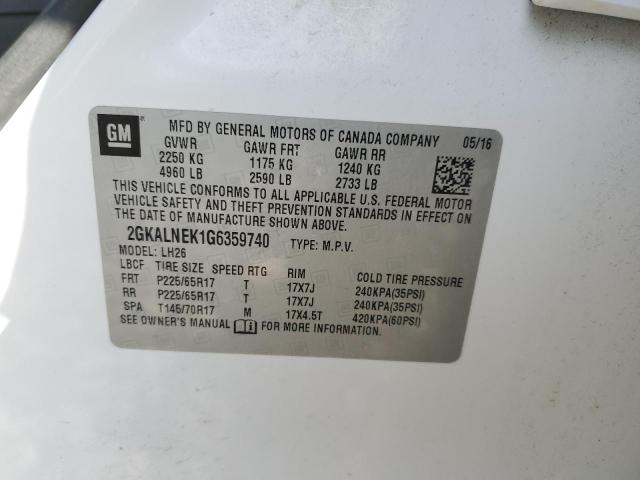 GM
MFD BY GENERAL MOTORS OF CANADA COMPANY 05/16
GVWR GAWR FRT GAWR RR
2250 KG 1175 KG 1240 KG
4960 LB 2590 LB 2733 LB
THIS VEHICLE CONFORMS TO ALL APPLICABLE U.S. FEDERAL MOTOR
VEHICLE SAFETY AND THEFT PREVENTION STANDARDS IN EFFECT ON
THE DATE OF MANUFACTURE SHOWN ABOVE.
2GKALNEK1G6359740 TYPE: M.P.V.
MODEL: LH26
LBCF TIRE SIZE SPEED RTG RIM COLD TIRE PRESSURE
FRT P225/65R17 T 17X7J 240KPA(35PSI)
RR P225/65R17 T 17X7J 240KPA(35PSI)
SPA T145/70R17 M 17X4.5T 420KPA(60PSI)
SEE OWNER'S MANUAL FOR MORE INFORMATION.